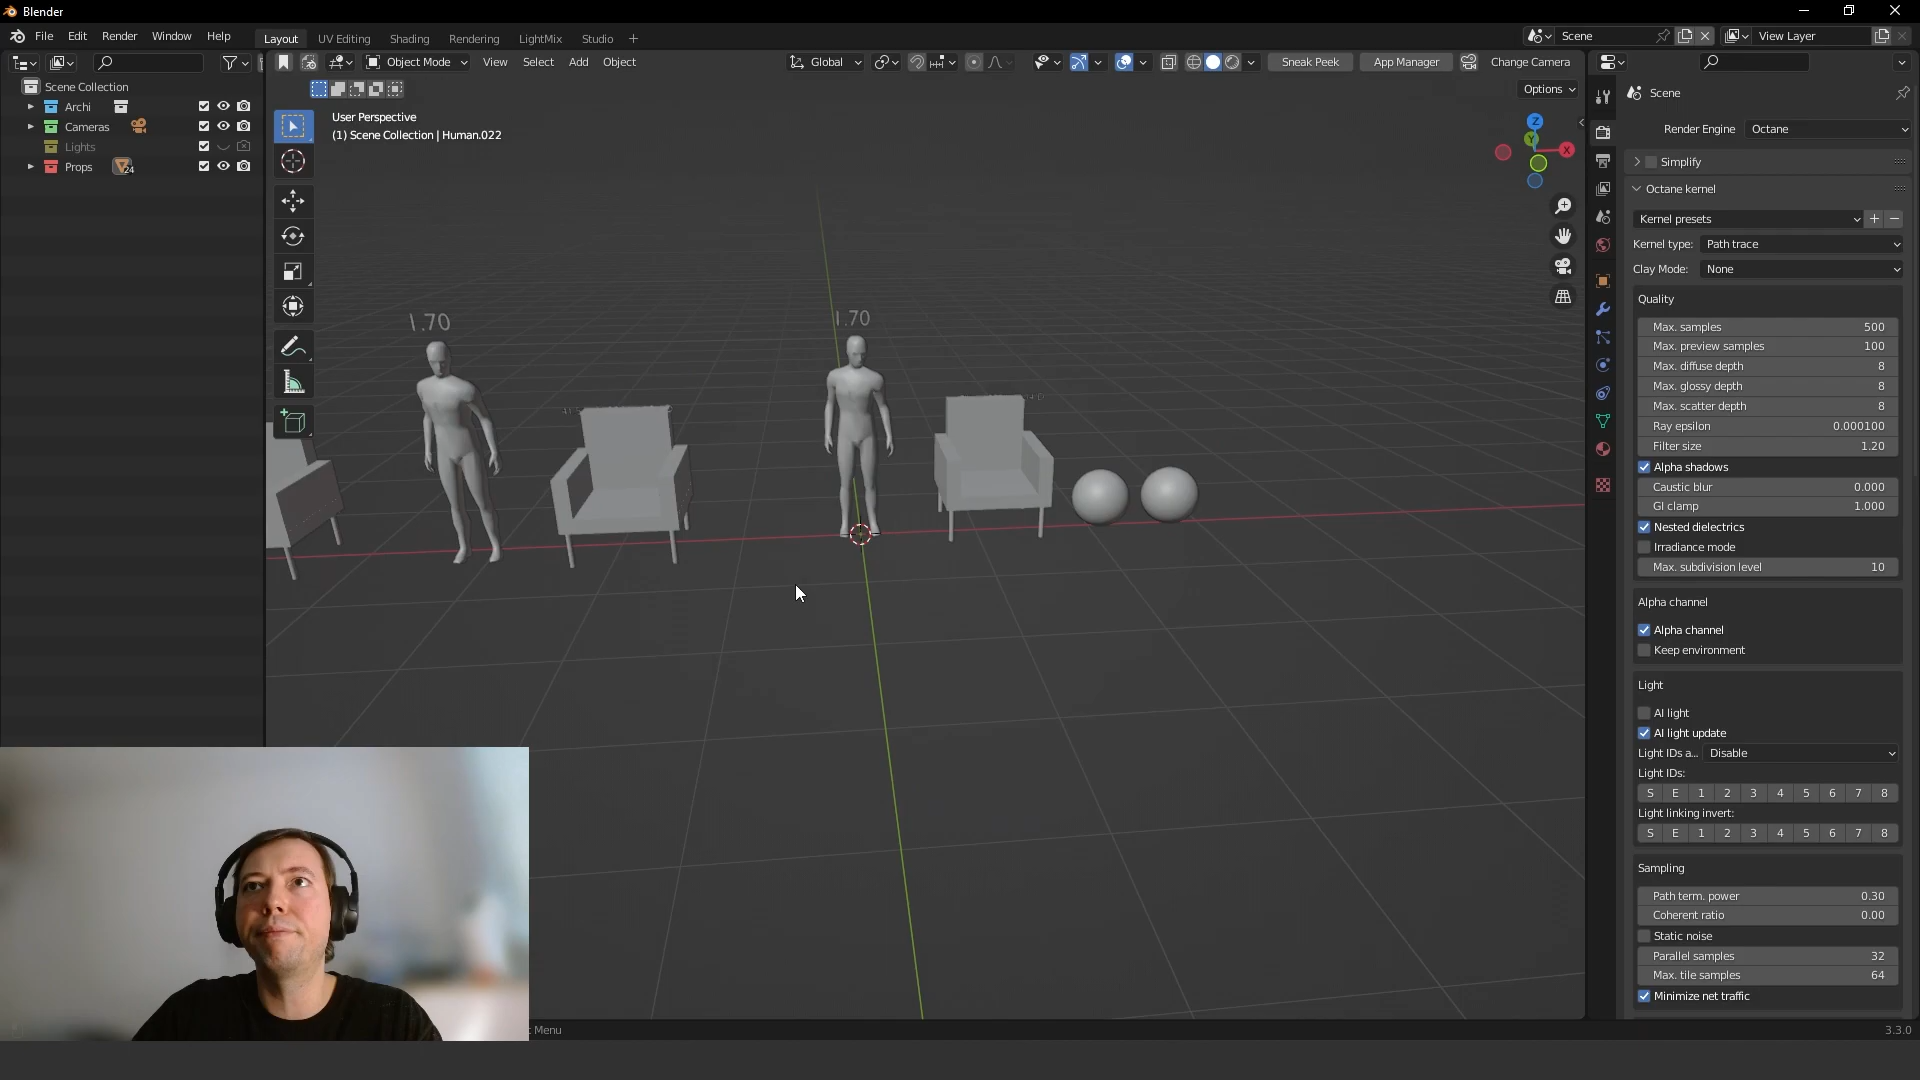 Blender
File Edit Render Window Help
Layout UV Editing Shading Rendering LightMix Studio +
Scene
View Layer
Object Mode View Select Add Object
Global
Sneak Peek App Manager Change Camera
Options
Scene Collection
Archi
Cameras
Lights
Props 24
User Perspective
(1) Scene Collection | Human.022
Z
Y
X
1.70
1.70
Scene
Render Engine Octane
Simplify
Octane kernel
Kernel presets
Kernel type: Path trace
Clay Mode: None
Quality
Max. samples 500
Max. preview samples 100
Max. diffuse depth 8
Max. glossy depth 8
Max. scatter depth 8
Ray epsilon 0.000100
Filter size 1.20
Alpha shadows
Caustic blur 0.000
GI clamp 1.000
Nested dielectrics
Irradiance mode
Max. subdivision level 10
Alpha channel
Alpha channel
Keep environment
Light
AI light
AI light update
Light IDs a... Disable
Light IDs:
S E 1 2 3 4 5 6 7 8
Light linking invert:
S E 1 2 3 4 5 6 7 8
Sampling
Path term. power 0.30
Coherent ratio 0.00
Static noise
Parallel samples 32
Max. tile samples 64
Minimize net traffic
t Menu
3.3.0